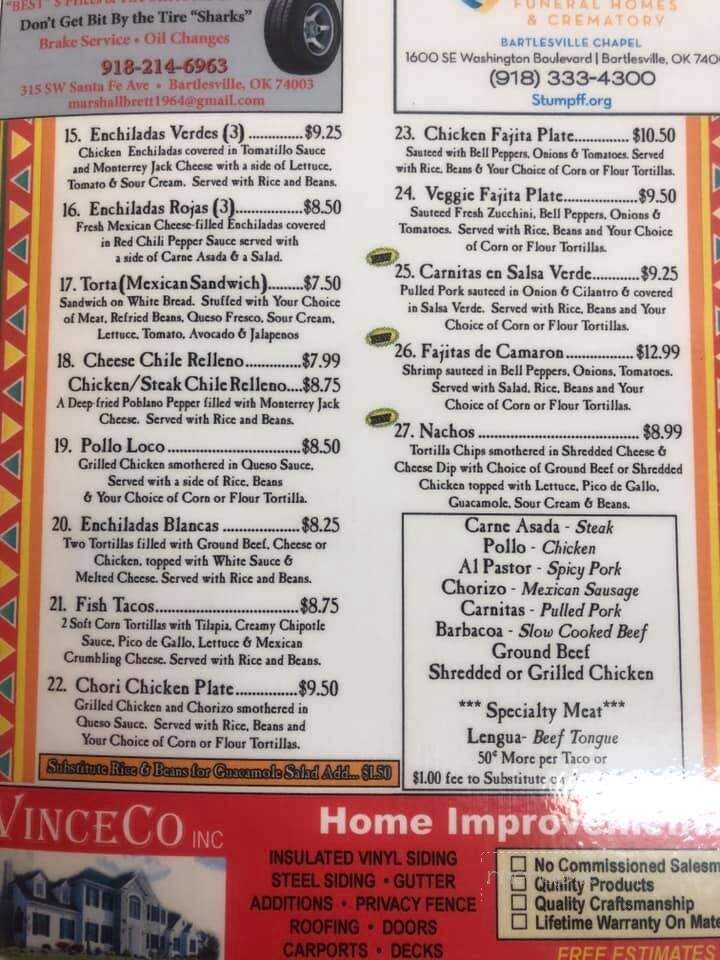 Don't Get Bit By the Tire "Sharks"
Brake Service • Oil Changes
918-214-6963
315 SW Santa Fe Ave • Bartlesville, OK 74003
marshallbrett1964@gmail.com
FUNERAL HOMES
& CREMATORY
BARTLESVILLE CHAPEL
1600 SE Washington Boulevard | Bartlesville, OK 740
(918) 333-4300
Stumpff.org
15. Enchiladas Verdes (3) .............$9.25
Chicken Enchiladas covered in Tomatillo Sauce
and Monterrey Jack Cheese with a side of Lettuce,
Tomato & Sour Cream. Served with Rice and Beans.
16. Enchiladas Rojas (3)................$8.50
Fresh Mexican Cheese-filled Enchiladas covered
in Red Chili Pepper Sauce served with
a side of Carne Asada & a Salad.
17. Torta (Mexican Sandwich).........$7.50
Sandwich on White Bread. Stuffed with Your Choice
of Meat, Refried Beans, Queso Fresco, Sour Cream,
Lettuce, Tomato, Avocado & Jalapenos
18. Cheese Chile Relleno..............$7.99
Chicken/Steak Chile Relleno....$8.75
A Deep-fried Poblano Pepper filled with Monterrey Jack
Cheese. Served with Rice and Beans.
19. Pollo Loco ...........................$8.50
Grilled Chicken smothered in Queso Sauce,
Served with a side of Rice, Beans
& Your Choice of Corn or Flour Tortilla.
20. Enchiladas Blancas ................$8.25
Two Tortillas filled with Ground Beef, Cheese or
Chicken, topped with White Sauce &
Melted Cheese. Served with Rice and Beans.
21. Fish Tacos..............................$8.75
2 Soft Corn Tortillas with Tilapia, Creamy Chipotle
Sauce, Pico de Gallo, Lettuce & Mexican
Crumbling Cheese. Served with Rice and Beans.
22. Chori Chicken Plate.............$9.50
Grilled Chicken and Chorizo smothered in
Queso Sauce. Served with Rice, Beans and
Your Choice of Corn or Flour Tortillas.
Substitute Rice & Beans for Guacamole Salad Add... $1.50
23. Chicken Fajita Plate............ $10.50
Sauteed with Bell Peppers, Onions & Tomatoes. Served
with Rice, Beans & Your Choice of Corn or Flour Tortillas.
24. Veggie Fajita Plate...............$9.50
Sauteed Fresh Zucchini, Bell Peppers, Onions &
Tomatoes. Served with Rice, Beans and Your Choice
of Corn or Flour Tortillas.
25. Carnitas en Salsa Verde..........$9.25
Pulled Pork sauteed in Onion & Cilantro & covered
in Salsa Verde. Served with Rice, Beans and Your
Choice of Corn or Flour Tortillas.
26. Fajitas de Camaron............... $12.99
Shrimp sauteed in Bell Peppers, Onions, Tomatoes.
Served with Salad, Rice, Beans and Your
Choice of Corn or Flour Tortillas.
27. Nachos ................................... $8.99
Tortilla Chips smothered in Shredded Cheese &
Cheese Dip with Choice of Ground Beef or Shredded
Chicken topped with Lettuce, Pico de Gallo,
Guacamole, Sour Cream & Beans.
Carne Asada - Steak
Pollo - Chicken
Al Pastor - Spicy Pork
Chorizo - Mexican Sausage
Carnitas - Pulled Pork
Barbacoa - Slow Cooked Beef
Ground Beef
Shredded or Grilled Chicken
*** Specialty Meat***
Lengua- Beef Tongue
50¢ More per Taco or
$1.00 fee to Substitute
VINCECO INC
Home Improvement
INSULATED VINYL SIDING
STEEL SIDING • GUTTER
ADDITIONS • PRIVACY FENCE
ROOFING • DOORS
CARPORTS • DECKS
No Commissioned Salesm
Quality Products
Quality Craftsmanship
Lifetime Warranty On Mate
FREE ESTIMATES